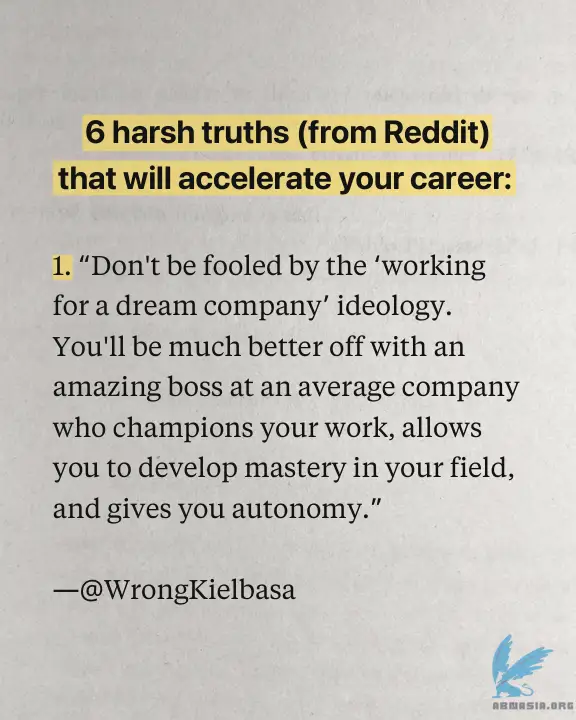 6 harsh truths (from Reddit)
that will accelerate your career:
1. “Don't be fooled by the ‘working
for a dream company’ ideology.
You'll be much better off with an
amazing boss at an average company
who champions your work, allows
you to develop mastery in your field,
and gives you autonomy.”
—@WrongKielbasa
ABMASIA.ORG